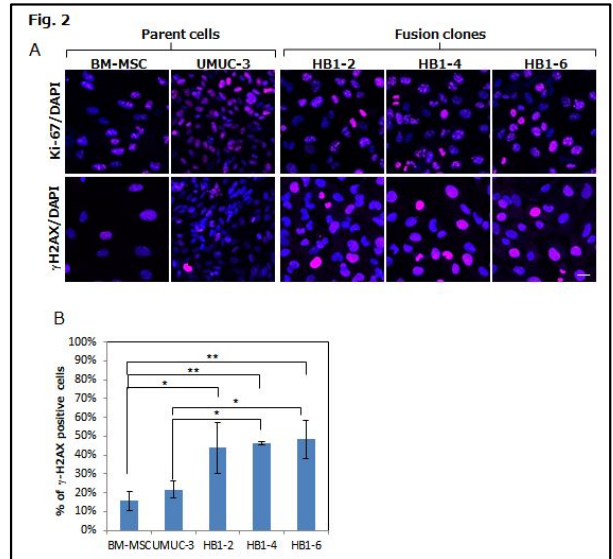 Fig. 2
A
Parent cells
Fusion clones
BM-MSC UMUC-3 HB1-2 HB1-4 HB1-6
Ki-67/DAPI
γH2AX/DAPI
B
% of γ-H2AX positive cells
100%
90%
80%
70%
60%
50%
40%
30%
20%
10%
0%
**
**
*
*
*
BM-MSC UMUC-3 HB1-2 HB1-4 HB1-6